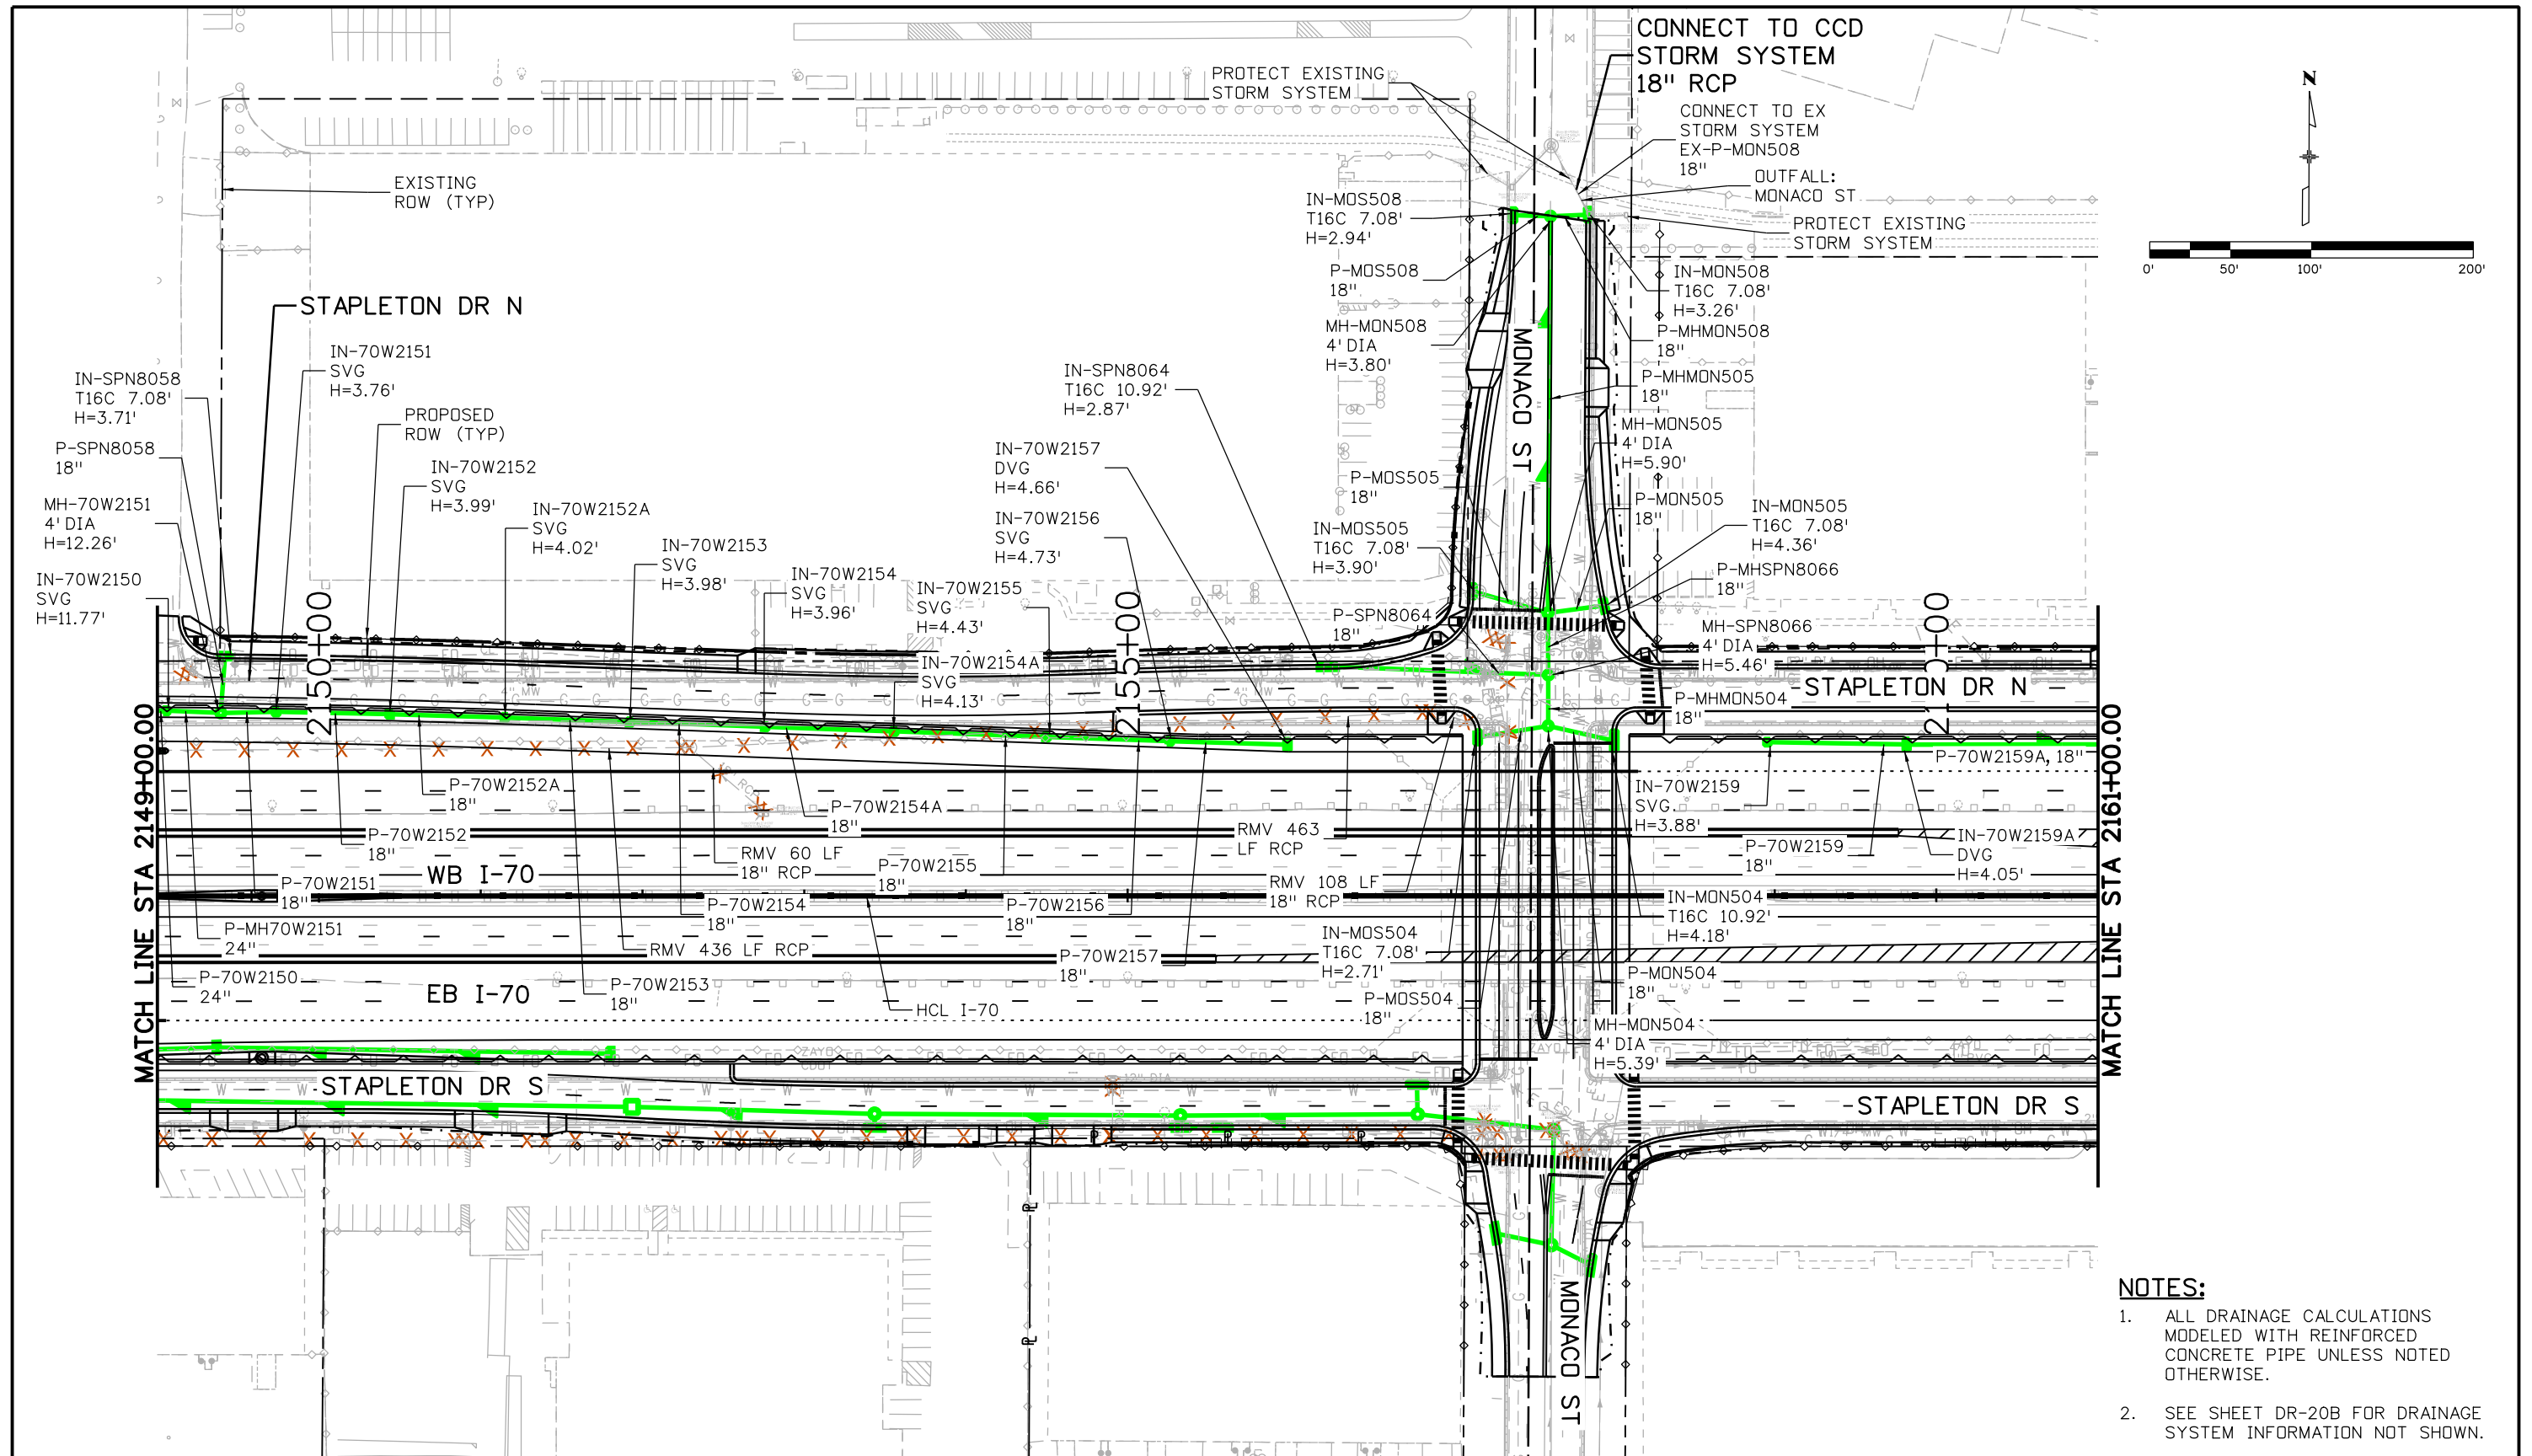 CONNECT TO CCD
STORM SYSTEM
18" RCP
PROTECT EXISTING
STORM SYSTEM
CONNECT TO EX
STORM SYSTEM
EX-P-MON508
18"
OUTFALL:
MONACO ST
PROTECT EXISTING
STORM SYSTEM
N
0'
50'
100'
200'
EXISTING
ROW (TYP)
IN-MOS508
T16C 7.08'
H=2.94'
P-MOS508
18"
MH-MON508
4' DIA
H=3.80'
IN-MON508
T16C 7.08'
H=3.26'
P-MHMON508
18"
P-MHMON505
18"
MH-MON505
4' DIA
H=5.90'
MONACO ST
STAPLETON DR N
IN-70W2151
SVG
H=3.76'
IN-SPN8058
T16C 7.08'
H=3.71'
P-SPN8058
18"
MH-70W2151
4' DIA
H=12.26'
IN-70W2150
SVG
H=11.77'
PROPOSED
ROW (TYP)
IN-70W2152
SVG
H=3.99'
IN-70W2152A
SVG
H=4.02'
IN-70W2153
SVG
H=3.98'
IN-70W2154
SVG
H=3.96'
IN-70W2155
SVG
H=4.43'
IN-70W2154A
SVG
H=4.13'
IN-SPN8064
T16C 10.92'
H=2.87'
IN-70W2157
DVG
H=4.66'
IN-70W2156
SVG
H=4.73'
P-MOS505
18"
IN-MOS505
T16C 7.08'
H=3.90'
P-SPN8064
18"
P-MON505
18"
IN-MON505
T16C 7.08'
H=4.36'
P-MHSPN8066
18"
MH-SPN8066
4' DIA
H=5.46'
P-MHMON504
18"
STAPLETON DR N
2150+00
2155+00
2160+00
4" MW
4" MW
MATCH LINE STA 2149+00.00
MATCH LINE STA 2161+00.00
P-70W2159A, 18"
IN-70W2159
SVG
H=3.88'
P-70W2159
18"
IN-70W2159A
DVG
H=4.05'
P-70W2152A
18"
P-70W2152
18"
P-70W2154A
18"
RMV 463
LF RCP
RMV 60 LF
18" RCP
P-70W2155
18"
RMV 108 LF
18" RCP
WB I-70
P-70W2151
18"
P-70W2154
18"
P-70W2156
18"
IN-MON504
T16C 10.92'
H=4.18'
P-MH70W2151
24"
RMV 436 LF RCP
P-70W2157
18"
IN-MOS504
T16C 7.08'
H=2.71'
P-70W2150
24"
EB I-70
P-70W2153
18"
HCL I-70
P-MOS504
18"
P-MON504
18"
MH-MON504
4' DIA
H=5.39'
ZAYO
CDOT
STAPLETON DR S
STAPLETON DR S
MONACO ST
NOTES:
1. ALL DRAINAGE CALCULATIONS
MODELED WITH REINFORCED
CONCRETE PIPE UNLESS NOTED
OTHERWISE.
2. SEE SHEET DR-20B FOR DRAINAGE
SYSTEM INFORMATION NOT SHOWN.